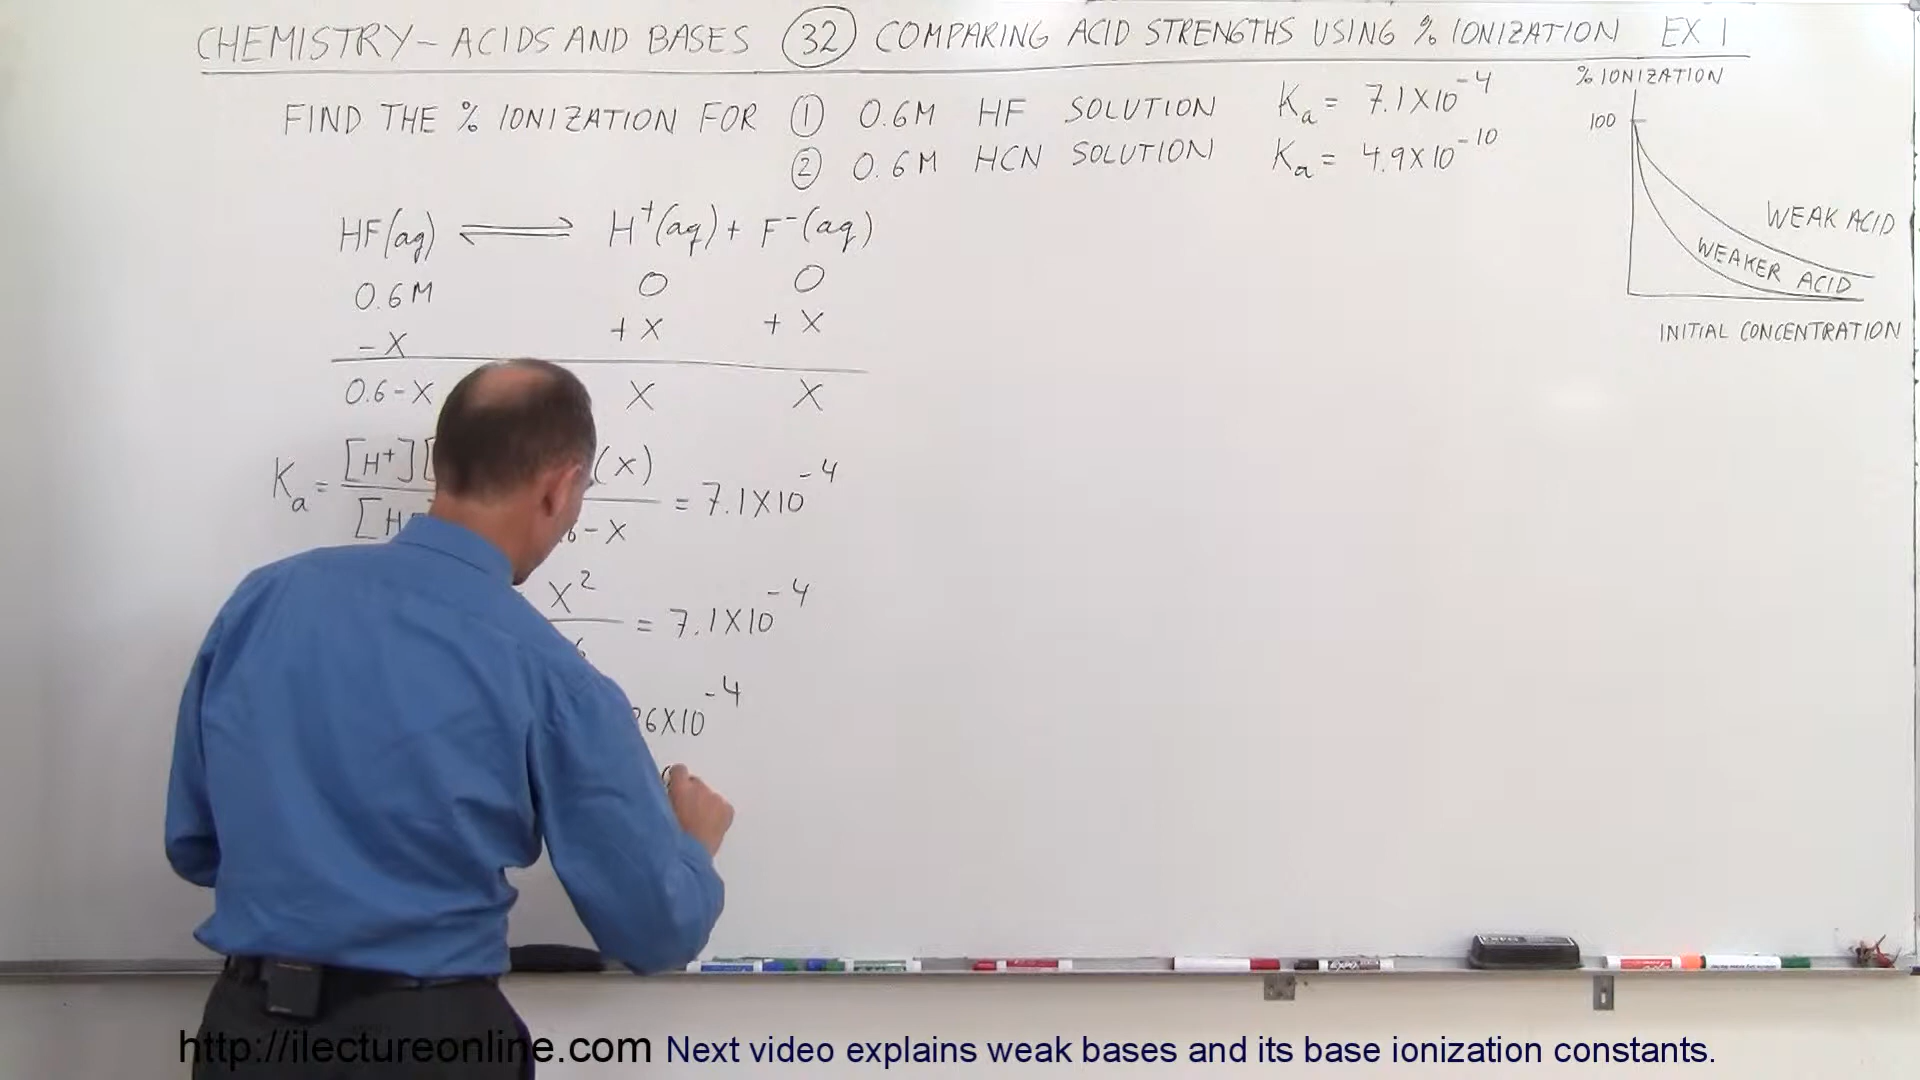 CHEMISTRY - ACIDS AND BASES 32 COMPARING ACID STRENGTHS USING % IONIZATION EX 1
FIND THE % IONIZATION FOR ① 0.6M HF SOLUTION Ka = 7.1X10⁻⁴
② 0.6M HCN SOLUTION Ka = 4.9X10⁻¹⁰
% IONIZATION
100
WEAK ACID
WEAKER ACID
INITIAL CONCENTRATION
HF(aq) ⇌ H⁺(aq) + F⁻(aq)
0.6M 0 0
-X +X +X
0.6-X X X
Ka = [H⁺][ (X)
[H -X = 7.1X10⁻⁴
X²
= 7.1X10⁻⁴
6X10⁻⁴
http://ilectureonline.com Next video explains weak bases and its base ionization constants.